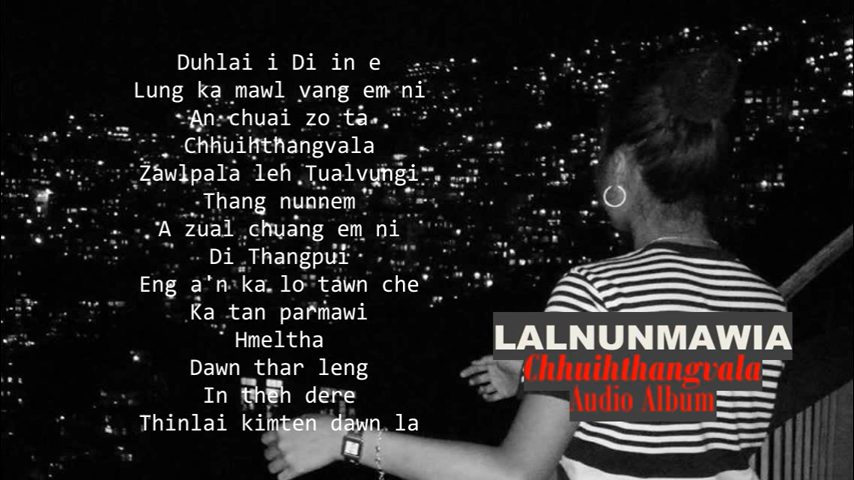 Duhlai i Di in e
Lung ka mawl vang em ni
An chuai zo ta
Chhuihthangvala
Zawlpala leh Tualvungi
Thang nunnem
A zual chuang em ni
Di Thangpui
Eng a'n ka lo tawn che
Ka tan parmawi
Hmeltha
Dawn thar leng
In theh dere
Thinlai kimten dawn la
LALNUNMAWIA
Chhuihthangvala
Audio Album